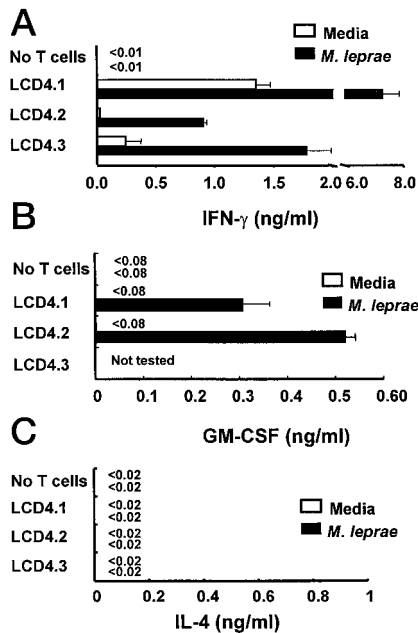 A
Media
M. leprae
No T cells <0.01
<0.01
LCD4.1
LCD4.2
LCD4.3
0.0 0.5 1.0 1.5 2.0 6.0 8.0
IFN-γ (ng/ml)
B
No T cells <0.08
<0.08
LCD4.1 <0.08
LCD4.2 <0.08
LCD4.3 Not tested
Media
M. leprae
0 0.1 0.2 0.3 0.4 0.5 0.60
GM-CSF (ng/ml)
C
No T cells <0.02
<0.02
LCD4.1 <0.02
<0.02
LCD4.2 <0.02
<0.02
LCD4.3 <0.02
<0.02
Media
M. leprae
0 0.2 0.4 0.6 0.8 1
IL-4 (ng/ml)